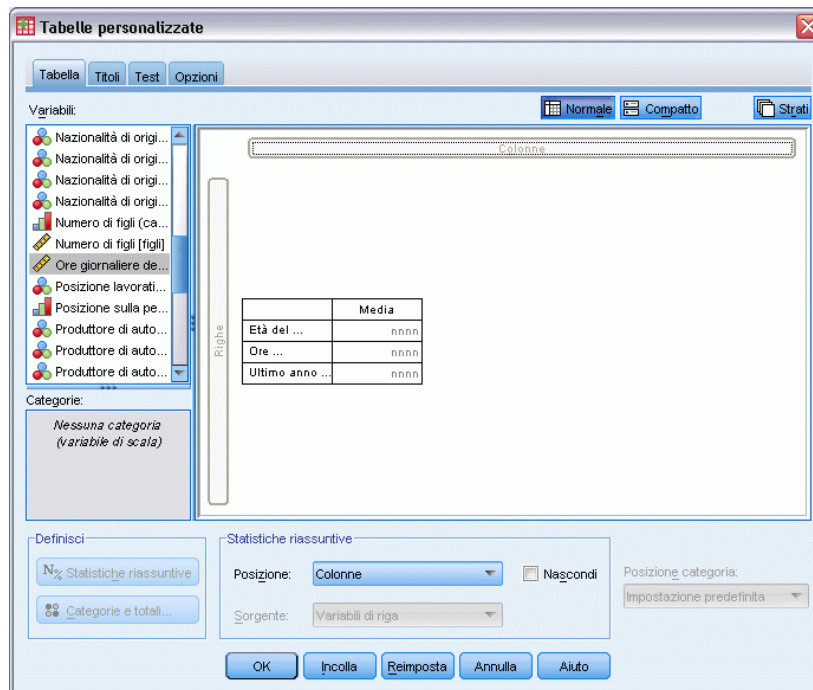 Tabelle personalizzate
Tabella Titoli Test Opzioni
Variabili:
Normale Compatto Strati
Nazionalità di origi...
Nazionalità di origi...
Nazionalità di origi...
Nazionalità di origi...
Numero di figli (ca...
Numero di figli [figli]
Ore giornaliere de...
Posizione lavorati...
Posizione sulla pe...
Produttore di auto...
Produttore di auto...
Produttore di auto...
Colonne
Righe
Media
Età del ... nnnn
Ore ... nnnn
Ultimo anno ... nnnn
Categorie:
Nessuna categoria
(variabile di scala)
Definisci
N% Statistiche riassuntive
Categorie e totali...
Statistiche riassuntive
Posizione: Colonne Nascondi
Sorgente: Variabili di riga
Posizione categoria:
Impostazione predefinita
OK Incolla Reimposta Annulla Aiuto